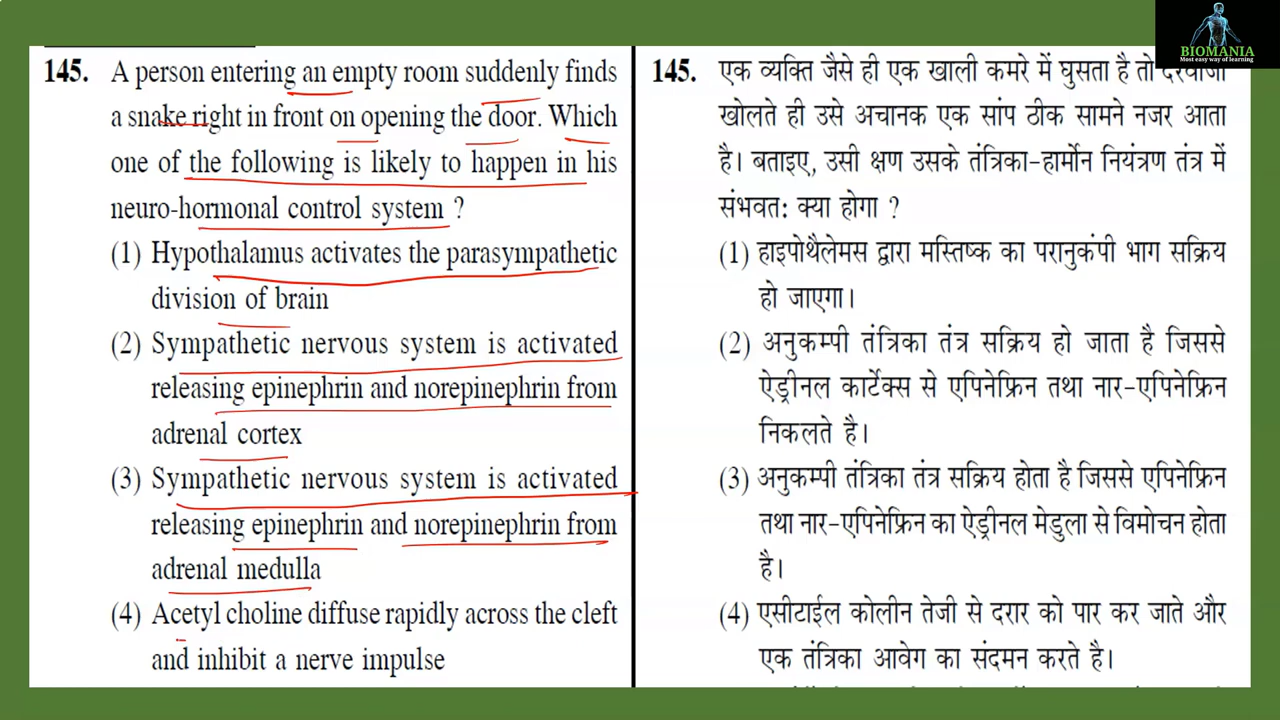 BIOMANIA
Most easy way of learning
145. A person entering an empty room suddenly finds
a snake right in front on opening the door. Which
one of the following is likely to happen in his
neuro-hormonal control system ?
(1) Hypothalamus activates the parasympathetic
division of brain
(2) Sympathetic nervous system is activated
releasing epinephrin and norepinephrin from
adrenal cortex
(3) Sympathetic nervous system is activated
releasing epinephrin and norepinephrin from
adrenal medulla
(4) Acetyl choline diffuse rapidly across the cleft
and inhibit a nerve impulse
145. एक व्यक्ति जैसे ही एक खाली कमरे में घुसता है तो दरवाजा
खोलते ही उसे अचानक एक सांप ठीक सामने नजर आता
है। बताइए, उसी क्षण उसके तंत्रिका-हार्मोन नियंत्रण तंत्र में
संभवतः क्या होगा ?
(1) हाइपोथैलेमस द्वारा मस्तिष्क का परानुकंपी भाग सक्रिय
हो जाएगा।
(2) अनुकम्पी तंत्रिका तंत्र सक्रिय हो जाता है जिससे
ऐड्रीनल कार्टेक्स से एपिनेफ्रिन तथा नार-एपिनेफ्रिन
निकलते है।
(3) अनुकम्पी तंत्रिका तंत्र सक्रिय होता है जिससे एपिनेफ्रिन
तथा नार-एपिनेफ्रिन का ऐड्रीनल मेडुला से विमोचन होता
है।
(4) एसीटाईल कोलीन तेजी से दरार को पार कर जाते और
एक तंत्रिका आवेग का संदमन करते है।